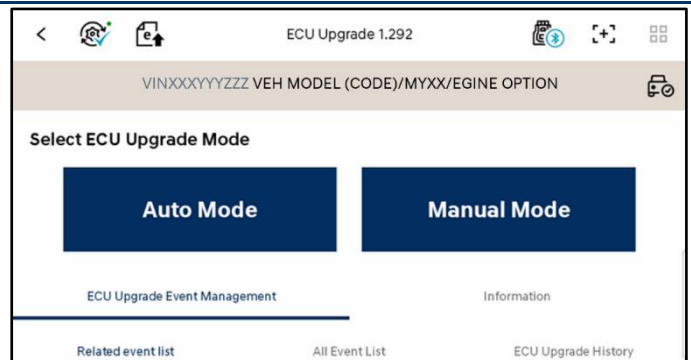 ECU Upgrade 1.292
VINXXXYYYZZZ VEH MODEL (CODE)/MYXX/EGINE OPTION
Select ECU Upgrade Mode
Auto Mode
Manual Mode
ECU Upgrade Event Management
Information
Related event list
All Event List
ECU Upgrade History